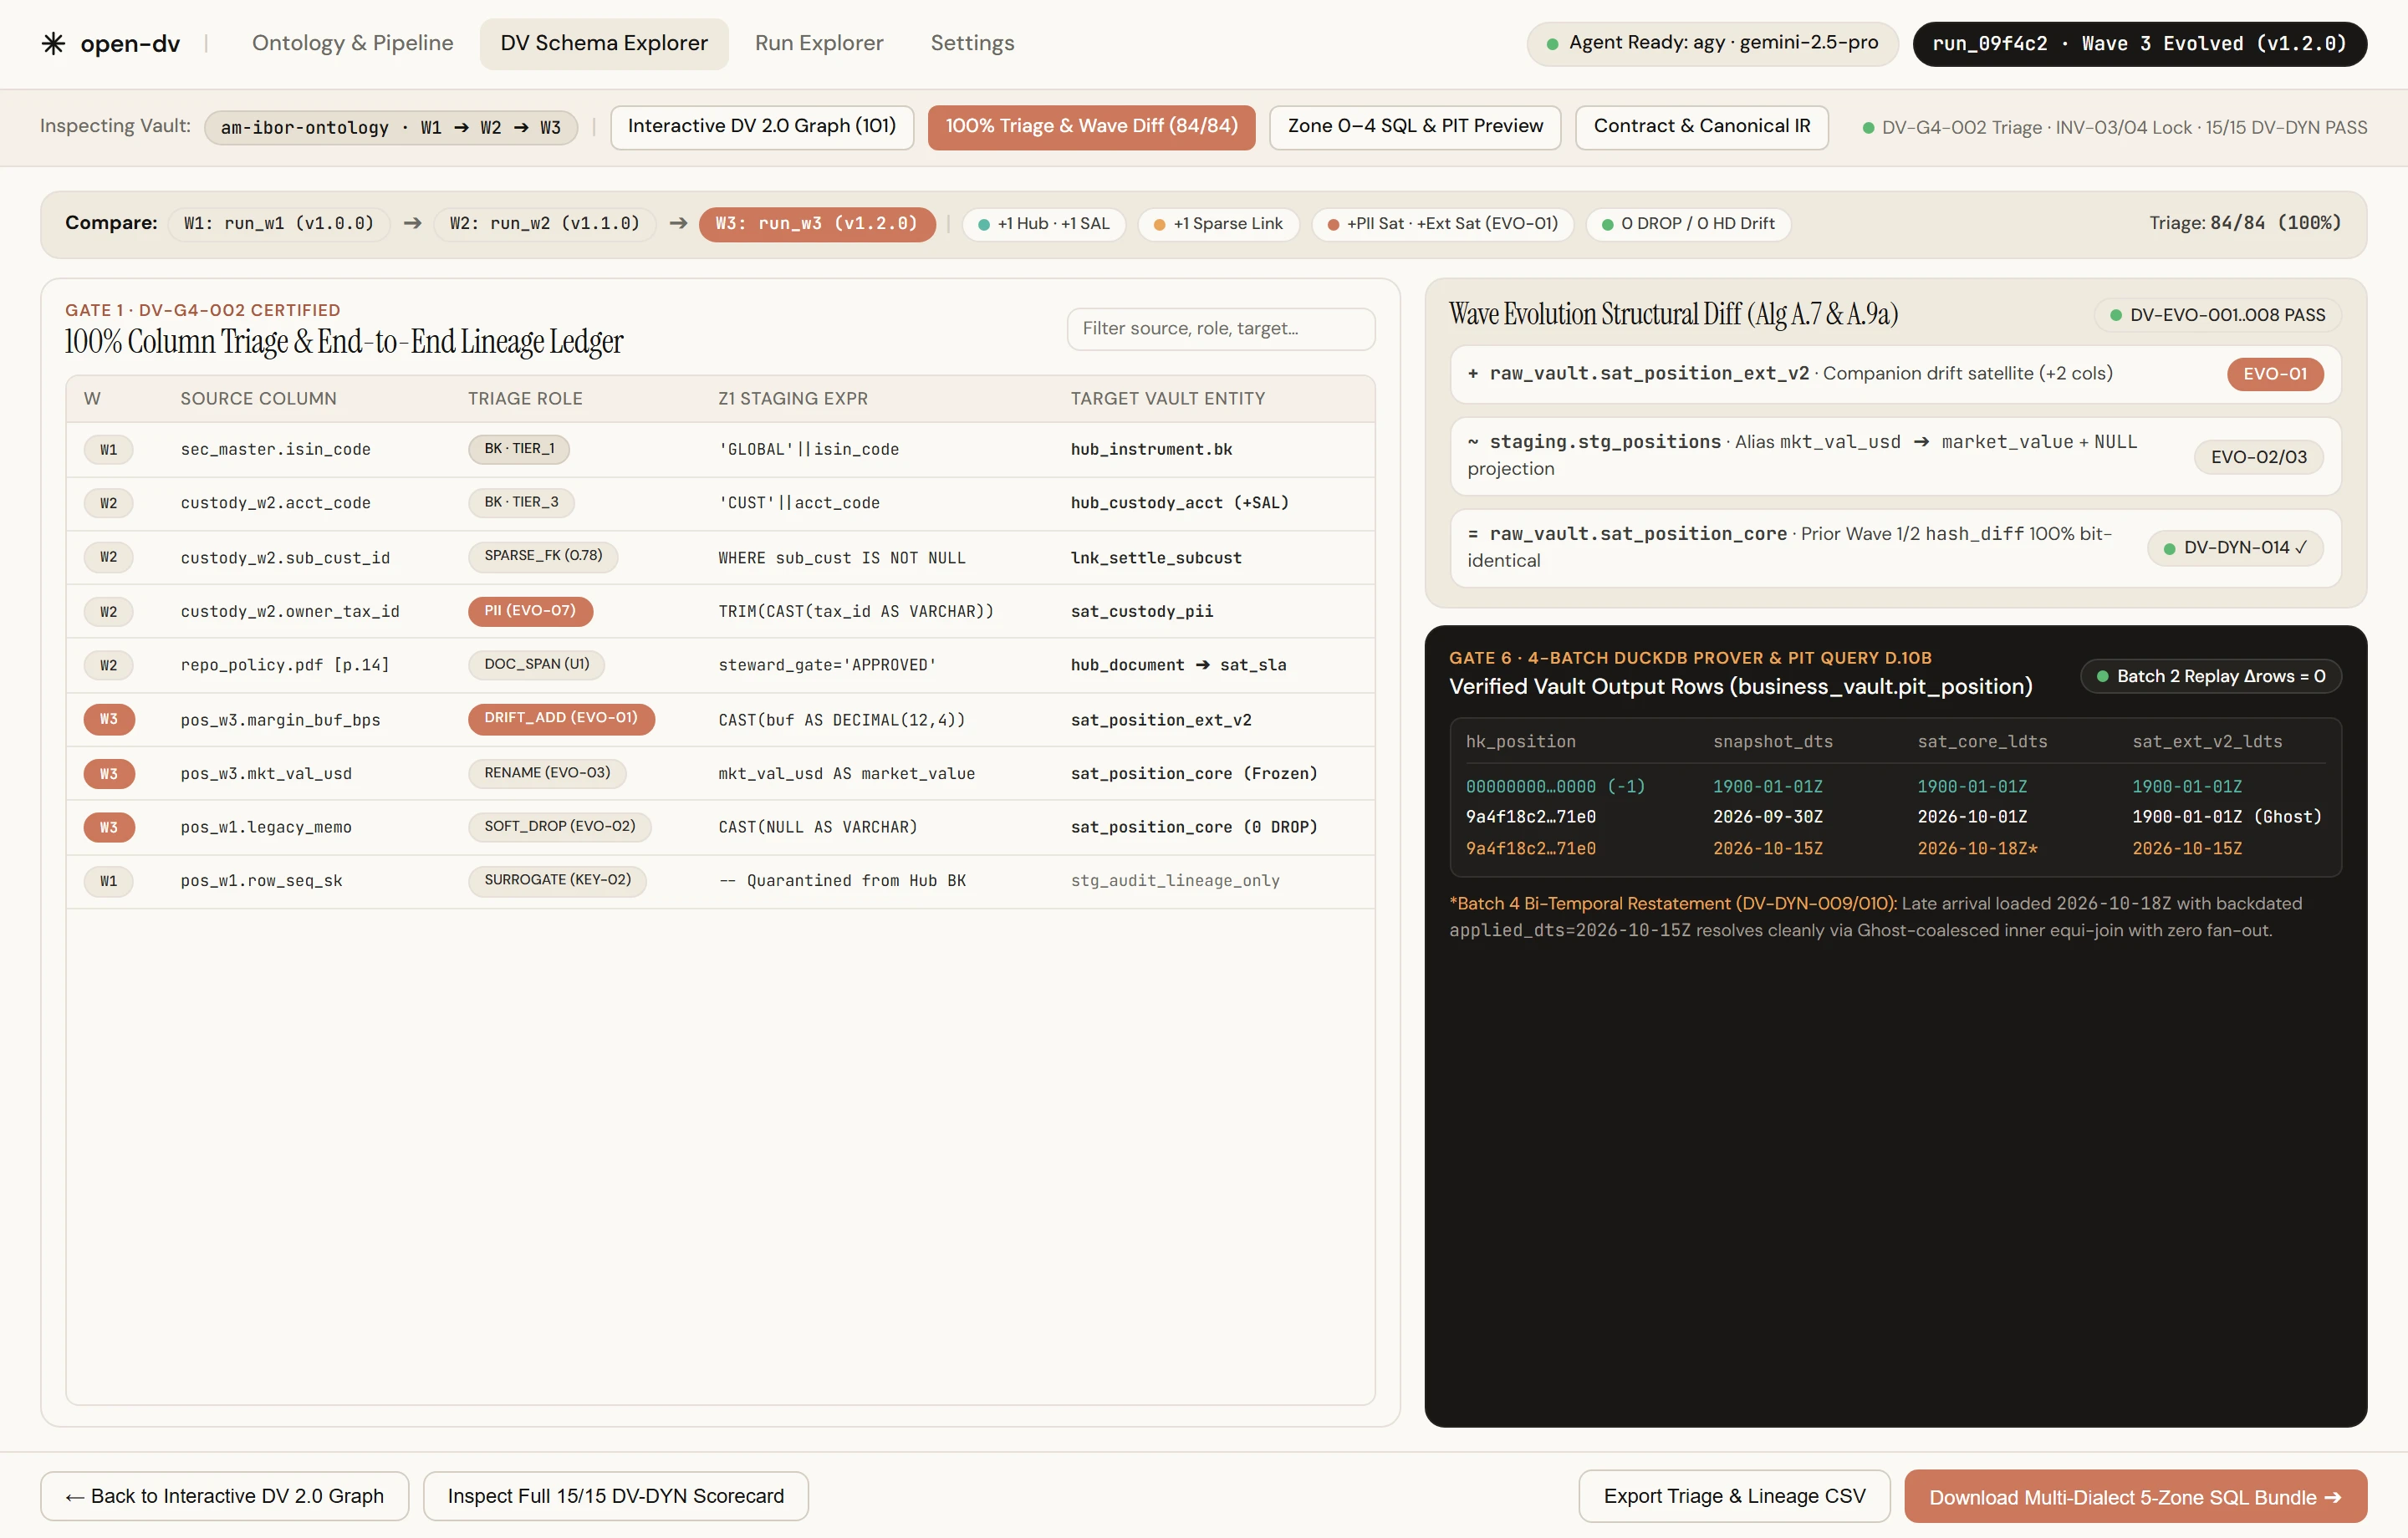 open-dv
Ontology & Pipeline
DV Schema Explorer
Run Explorer
Settings
Agent Ready: agy · gemini-2.5-pro
run_09f4c2 · Wave 3 Evolved (v1.2.0)
Inspecting Vault:
am-ibor-ontology · W1 ➔ W2 ➔ W3
Interactive DV 2.0 Graph (101)
100% Triage & Wave Diff (84/84)
Zone 0–4 SQL & PIT Preview
Contract & Canonical IR
DV-G4-002 Triage · INV-03/04 Lock · 15/15 DV-DYN PASS
Compare:
W1: run_w1 (v1.0.0)
➔
W2: run_w2 (v1.1.0)
➔
W3: run_w3 (v1.2.0)
+1 Hub · +1 SAL
+1 Sparse Link
+PII Sat · +Ext Sat (EVO-01)
0 DROP / 0 HD Drift
Triage: 84/84 (100%)
GATE 1 · DV-G4-002 CERTIFIED
100% Column Triage & End-to-End Lineage Ledger
Filter source, role, target...
W SOURCE COLUMN TRIAGE ROLE Z1 STAGING EXPR TARGET VAULT ENTITY
W1 sec_master.isin_code BK · TIER_1 'GLOBAL'||isin_code hub_instrument.bk
W2 custody_w2.acct_code BK · TIER_3 'CUST'||acct_code hub_custody_acct (+SAL)
W2 custody_w2.sub_cust_id SPARSE_FK (0.78) WHERE sub_cust IS NOT NULL lnk_settle_subcust
W2 custody_w2.owner_tax_id PII (EVO-07) TRIM(CAST(tax_id AS VARCHAR)) sat_custody_pii
W2 repo_policy.pdf [p.14] DOC_SPAN (U1) steward_gate='APPROVED' hub_document ➔ sat_sla
W3 pos_w3.margin_buf_bps DRIFT_ADD (EVO-01) CAST(buf AS DECIMAL(12,4)) sat_position_ext_v2
W3 pos_w3.mkt_val_usd RENAME (EVO-03) mkt_val_usd AS market_value sat_position_core (Frozen)
W3 pos_w1.legacy_memo SOFT_DROP (EVO-02) CAST(NULL AS VARCHAR) sat_position_core (0 DROP)
W1 pos_w1.row_seq_sk SURROGATE (KEY-02) -- Quarantined from Hub BK stg_audit_lineage_only
Wave Evolution Structural Diff (Alg A.7 & A.9a)
DV-EVO-001..008 PASS
+ raw_vault.sat_position_ext_v2 · Companion drift satellite (+2 cols)
EVO-01
~ staging.stg_positions · Alias mkt_val_usd ➔ market_value + NULL
projection
EVO-02/03
= raw_vault.sat_position_core · Prior Wave 1/2 hash_diff 100% bit-
identical
DV-DYN-014 ✓
GATE 6 · 4-BATCH DUCKDB PROVER & PIT QUERY D.10B
Verified Vault Output Rows (business_vault.pit_position)
Batch 2 Replay Δrows = 0
hk_position snapshot_dts sat_core_ldts sat_ext_v2_ldts
00000000…0000 (-1) 1900-01-01Z 1900-01-01Z 1900-01-01Z
9a4f18c2…71e0 2026-09-30Z 2026-10-01Z 1900-01-01Z (Ghost)
9a4f18c2…71e0 2026-10-15Z 2026-10-18Z* 2026-10-15Z
*Batch 4 Bi-Temporal Restatement (DV-DYN-009/010): Late arrival loaded 2026-10-18Z with backdated
applied_dts=2026-10-15Z resolves cleanly via Ghost-coalesced inner equi-join with zero fan-out.
← Back to Interactive DV 2.0 Graph
Inspect Full 15/15 DV-DYN Scorecard
Export Triage & Lineage CSV
Download Multi-Dialect 5-Zone SQL Bundle ➔